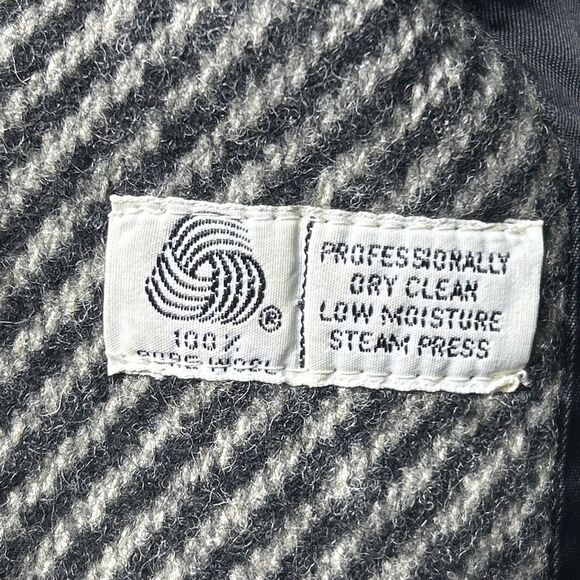 ®
100%
PURE WOOL
PROFESSIONALLY
DRY CLEAN
LOW MOISTURE
STEAM PRESS